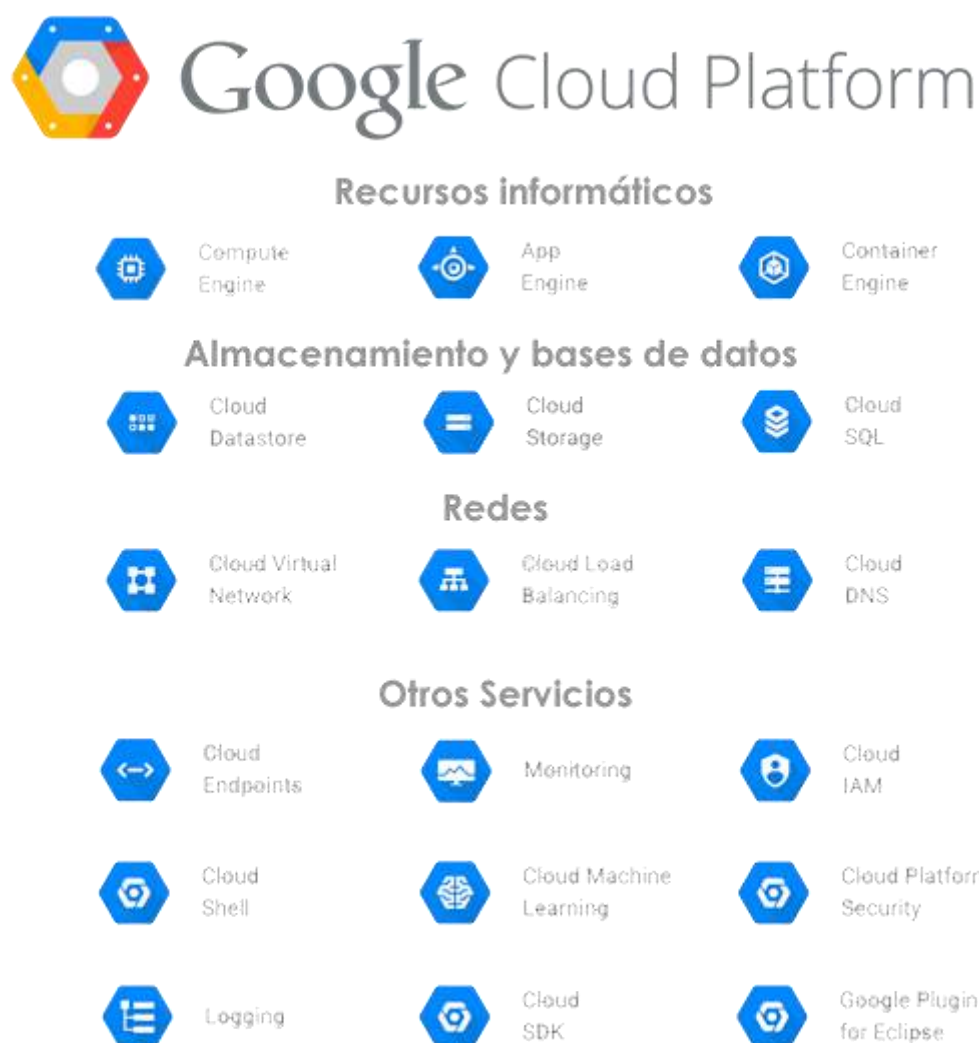 Google Cloud Platform
Recursos informáticos
Compute
Engine
App
Engine
Container
Engine
Almacenamiento y bases de datos
Cloud
Datastore
Cloud
Storage
Cloud
SQL
Redes
Cloud Virtual
Network
Cloud Load
Balancing
Cloud
DNS
Otros Servicios
Cloud
Endpoints
Monitoring
Cloud
IAM
Cloud
Shell
Cloud Machine
Learning
Cloud Platfor
Security
Logging
Cloud
SDK
Google Plugin
for Eclipse